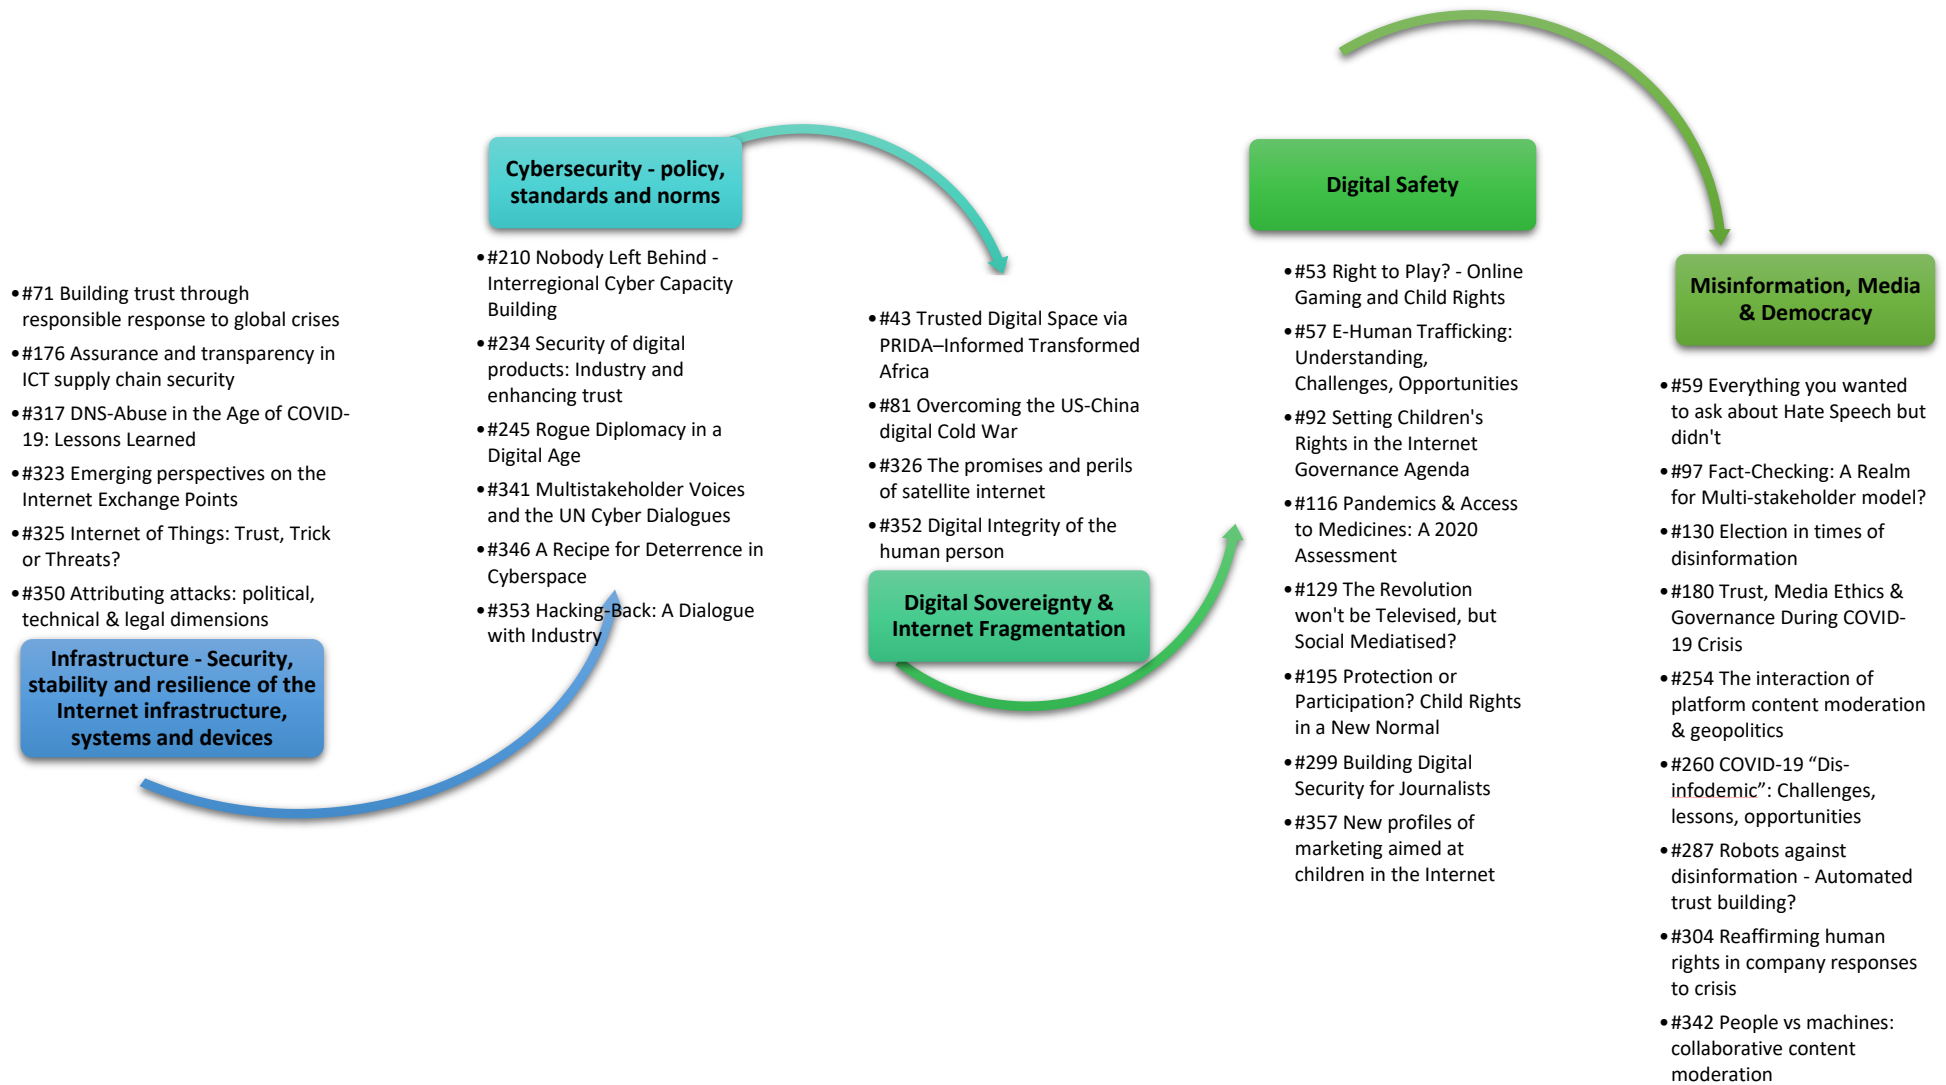 •#71 Building trust through
responsible response to global crises
•#176 Assurance and transparency in
ICT supply chain security
•#317 DNS-Abuse in the Age of COVID-
19: Lessons Learned
•#323 Emerging perspectives on the
Internet Exchange Points
•#325 Internet of Things: Trust, Trick
or Threats?
•#350 Attributing attacks: political,
technical & legal dimensions
Infrastructure - Security,
stability and resilience of the
Internet infrastructure,
systems and devices
Cybersecurity - policy,
standards and norms
•#210 Nobody Left Behind -
Interregional Cyber Capacity
Building
•#234 Security of digital
products: Industry and
enhancing trust
•#245 Rogue Diplomacy in a
Digital Age
•#341 Multistakeholder Voices
and the UN Cyber Dialogues
•#346 A Recipe for Deterrence in
Cyberspace
•#353 Hacking-Back: A Dialogue
with Industry
•#43 Trusted Digital Space via
PRIDA–Informed Transformed
Africa
•#81 Overcoming the US-China
digital Cold War
•#326 The promises and perils
of satellite internet
•#352 Digital Integrity of the
human person
Digital Sovereignty &
Internet Fragmentation
Digital Safety
•#53 Right to Play? - Online
Gaming and Child Rights
•#57 E-Human Trafficking:
Understanding,
Challenges, Opportunities
•#92 Setting Children's
Rights in the Internet
Governance Agenda
•#116 Pandemics & Access
to Medicines: A 2020
Assessment
•#129 The Revolution
won't be Televised, but
Social Mediatised?
•#195 Protection or
Participation? Child Rights
in a New Normal
•#299 Building Digital
Security for Journalists
•#357 New profiles of
marketing aimed at
children in the Internet
Misinformation, Media
& Democracy
•#59 Everything you wanted
to ask about Hate Speech but
didn't
•#97 Fact-Checking: A Realm
for Multi-stakeholder model?
•#130 Election in times of
disinformation
•#180 Trust, Media Ethics &
Governance During COVID-
19 Crisis
•#254 The interaction of
platform content moderation
& geopolitics
•#260 COVID-19 “Dis-
infodemic”: Challenges,
lessons, opportunities
•#287 Robots against
disinformation - Automated
trust building?
•#304 Reaffirming human
rights in company responses
to crisis
•#342 People vs machines:
collaborative content
moderation